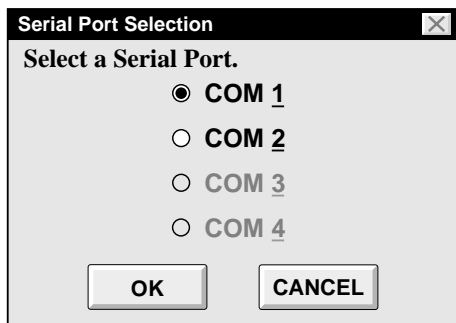 Serial Port Selection
Select a Serial Port.
COM 1
COM 2
COM 3
COM 4
OK CANCEL